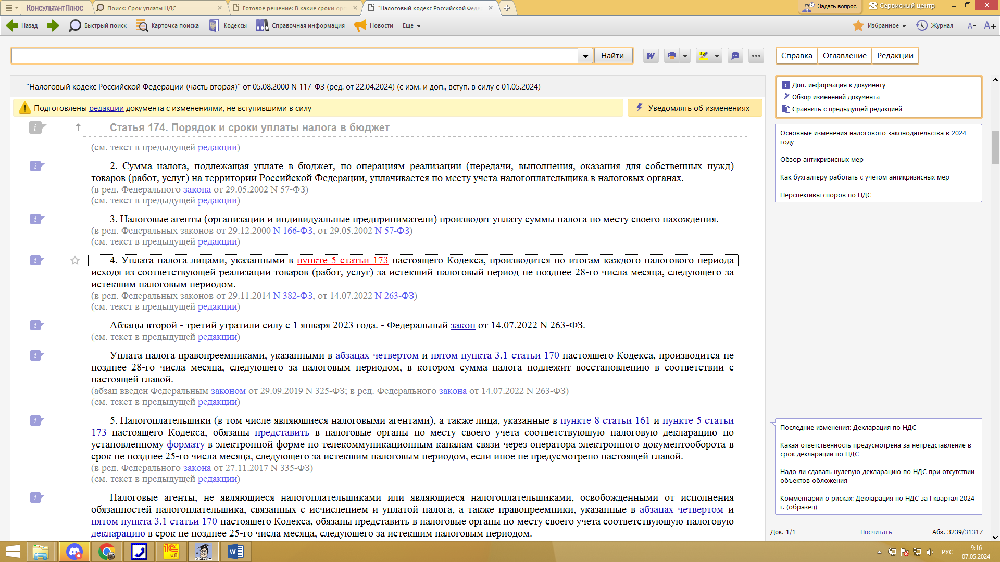 КонсультантПлюс
Поиск: Срок уплаты НДС
Готовое решение: В какие сроки орг
"Налоговый кодекс Российской Феде
Задать вопрос
Сервисный центр
Назад
Быстрый поиск
Карточка поиска
Кодексы
Справочная информация
Новости
Еще
Избранное
Журнал
A−
A+
Найти
Справка
Оглавление
Редакции
"Налоговый кодекс Российской Федерации (часть вторая)" от 05.08.2000 N 117-ФЗ (ред. от 22.04.2024) (с изм. и доп., вступ. в силу с 01.05.2024)
Подготовлены редакции документа с изменениями, не вступившими в силу
Уведомлять об изменениях
Статья 174. Порядок и сроки уплаты налога в бюджет
(см. текст в предыдущей редакции)
2. Сумма налога, подлежащая уплате в бюджет, по операциям реализации (передачи, выполнения, оказания для собственных нужд)
товаров (работ, услуг) на территории Российской Федерации, уплачивается по месту учета налогоплательщика в налоговых органах.
(в ред. Федерального закона от 29.05.2002 N 57-ФЗ)
(см. текст в предыдущей редакции)
3. Налоговые агенты (организации и индивидуальные предприниматели) производят уплату суммы налога по месту своего нахождения.
(в ред. Федеральных законов от 29.12.2000 N 166-ФЗ, от 29.05.2002 N 57-ФЗ)
(см. текст в предыдущей редакции)
4. Уплата налога лицами, указанными в пункте 5 статьи 173 настоящего Кодекса, производится по итогам каждого налогового периода
исходя из соответствующей реализации товаров (работ, услуг) за истекший налоговый период не позднее 28-го числа месяца, следующего за
истекшим налоговым периодом.
(в ред. Федеральных законов от 29.11.2014 N 382-ФЗ, от 14.07.2022 N 263-ФЗ)
(см. текст в предыдущей редакции)
Абзацы второй - третий утратили силу с 1 января 2023 года. - Федеральный закон от 14.07.2022 N 263-ФЗ.
(см. текст в предыдущей редакции)
Уплата налога правопреемниками, указанными в абзацах четвертом и пятом пункта 3.1 статьи 170 настоящего Кодекса, производится не
позднее 28-го числа месяца, следующего за налоговым периодом, в котором сумма налога подлежит восстановлению в соответствии с
настоящей главой.
(абзац введен Федеральным законом от 29.09.2019 N 325-ФЗ; в ред. Федерального закона от 14.07.2022 N 263-ФЗ)
(см. текст в предыдущей редакции)
5. Налогоплательщики (в том числе являющиеся налоговыми агентами), а также лица, указанные в пункте 8 статьи 161 и пункте 5 статьи
173 настоящего Кодекса, обязаны представить в налоговые органы по месту своего учета соответствующую налоговую декларацию по
установленному формату в электронной форме по телекоммуникационным каналам связи через оператора электронного документооборота в
срок не позднее 25-го числа месяца, следующего за истекшим налоговым периодом, если иное не предусмотрено настоящей главой.
(в ред. Федерального закона от 27.11.2017 N 335-ФЗ)
(см. текст в предыдущей редакции)
Налоговые агенты, не являющиеся налогоплательщиками или являющиеся налогоплательщиками, освобожденными от исполнения
обязанностей налогоплательщика, связанных с исчислением и уплатой налога, а также правопреемники, указанные в абзацах четвертом и
пятом пункта 3.1 статьи 170 настоящего Кодекса, обязаны представить в налоговые органы по месту своего учета соответствующую налоговую
декларацию в срок не позднее 25-го числа месяца, следующего за истекшим налоговым периодом.
Доп. информация к документу
Обзор изменений документа
Сравнить с предыдущей редакцией
Основные изменения налогового законодательства в 2024
году
Обзор антикризисных мер
Как бухгалтеру работать с учетом антикризисных мер
Перспективы споров по НДС
Последние изменения: Декларация по НДС
Какая ответственность предусмотрена за непредставление в
срок декларации по НДС
Надо ли сдавать нулевую декларацию по НДС при отсутствии
объектов обложения
Комментарии о рисках: Декларация по НДС за I квартал 2024
г. (образец)
Док. 1/1
Посчитать
Абз. 3239/31317
РУС
9:16
07.05.2024